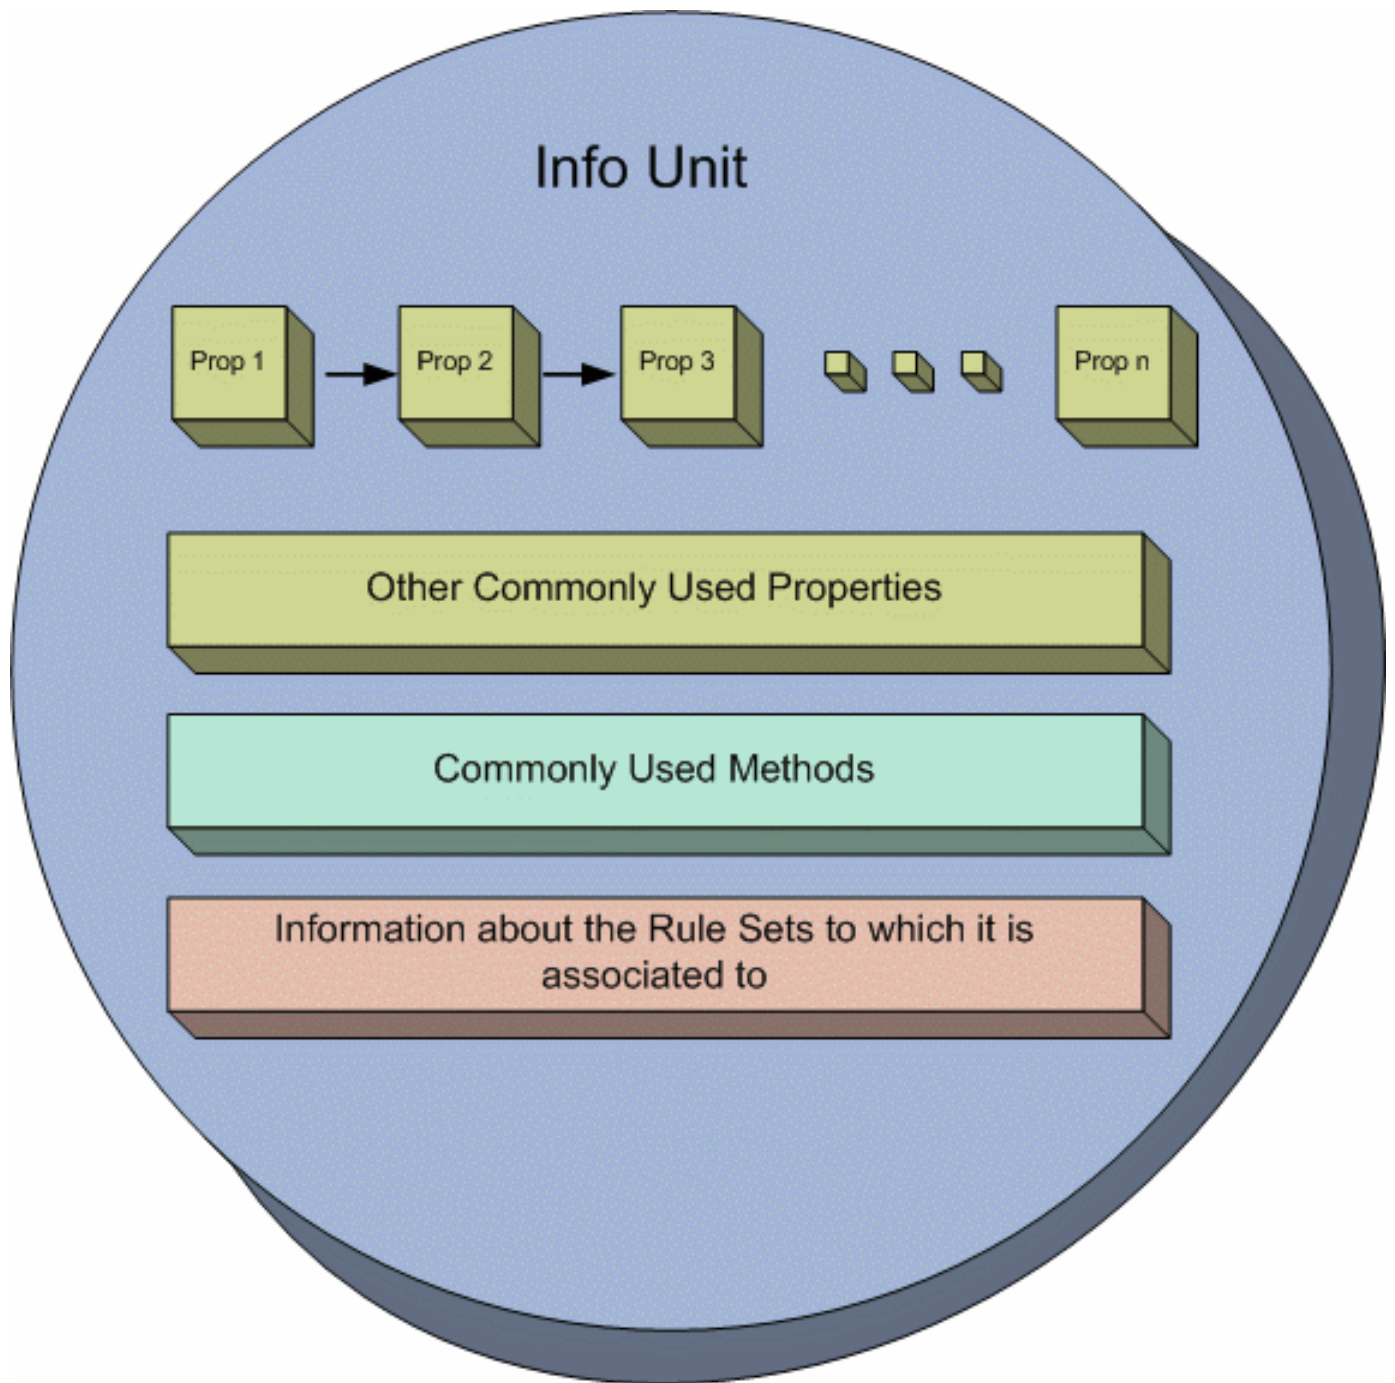 Info Unit
Prop 1
Prop 2
Prop 3
Prop n
Other Commonly Used Properties
Commonly Used Methods
Information about the Rule Sets to which it is
associated to